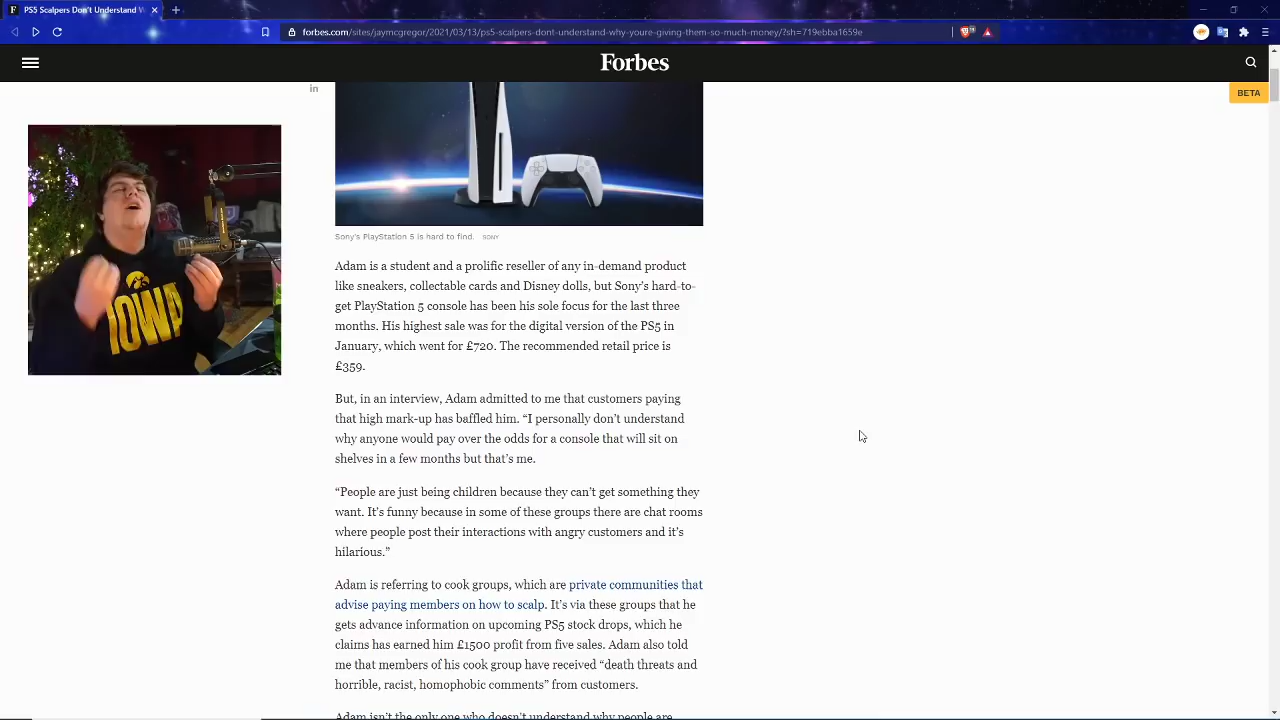 PS5 Scalpers Don't Understand W
forbes.com/sites/jaymcgregor/2021/03/13/ps5-scalpers-dont-understand-why-youre-giving-them-so-much-money/?sh=719ebba1659e
Forbes
BETA
in
IOWA
Sony's PlayStation 5 is hard to find. SONY
Adam is a student and a prolific reseller of any in-demand product
like sneakers, collectable cards and Disney dolls, but Sony's hard-to-
get PlayStation 5 console has been his sole focus for the last three
months. His highest sale was for the digital version of the PS5 in
January, which went for £720. The recommended retail price is
£359.
But, in an interview, Adam admitted to me that customers paying
that high mark-up has baffled him. “I personally don’t understand
why anyone would pay over the odds for a console that will sit on
shelves in a few months but that’s me.
“People are just being children because they can’t get something they
want. It’s funny because in some of these groups there are chat rooms
where people post their interactions with angry customers and it’s
hilarious.”
Adam is referring to cook groups, which are private communities that
advise paying members on how to scalp. It’s via these groups that he
gets advance information on upcoming PS5 stock drops, which he
claims has earned him £1500 profit from five sales. Adam also told
me that members of his cook group have received “death threats and
horrible, racist, homophobic comments” from customers.
Adam isn’t the only one who doesn’t understand why people are